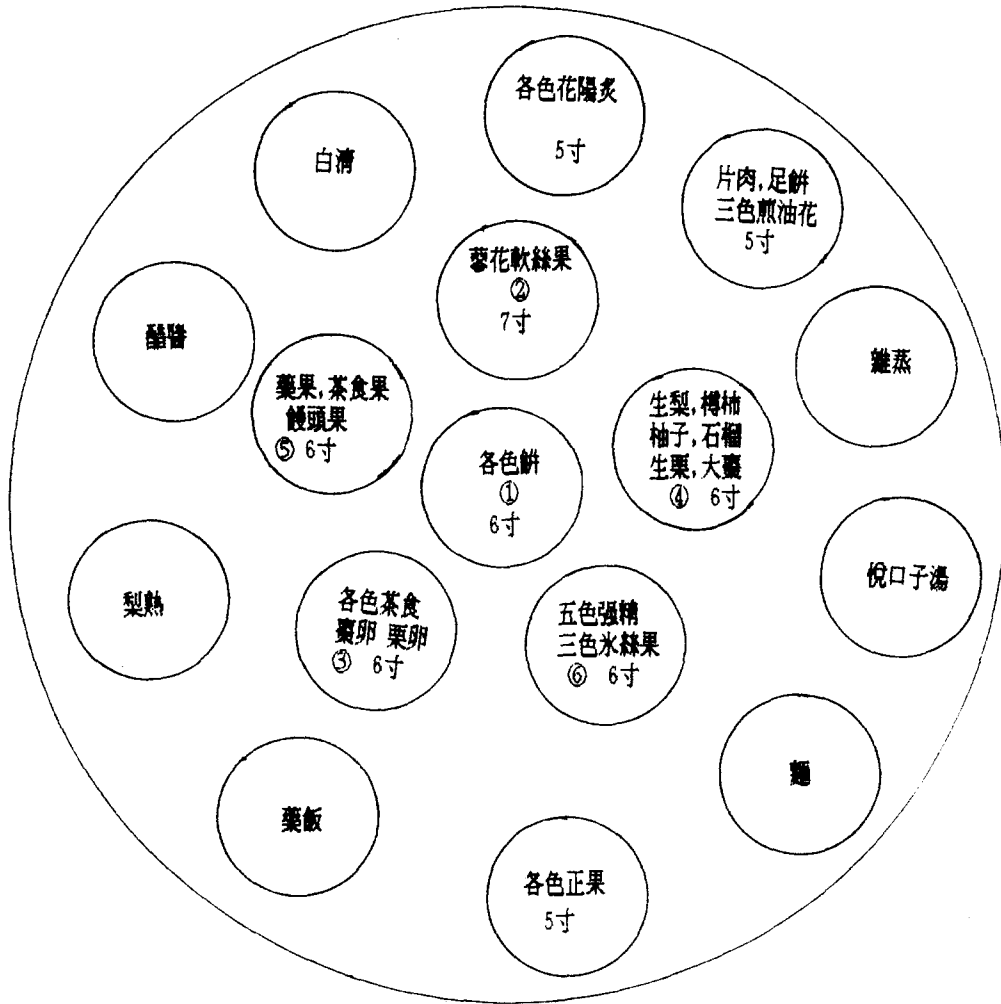 各色花陽炙
5寸
白淸
片肉, 足餠
三色煎油花
5寸
蓼花軟絲果
②
7寸
醋醬
雜蒸
藥果, 茶食果
饅頭果
⑤ 6寸
生梨, 樽柿
柚子, 石榴
生栗, 大棗
④ 6寸
各色餠
①
6寸
悅口子湯
梨熟
各色茶食
棗卵 栗卵
③ 6寸
五色强精
三色氷絲果
⑥ 6寸
麵
藥飯
各色正果
5寸